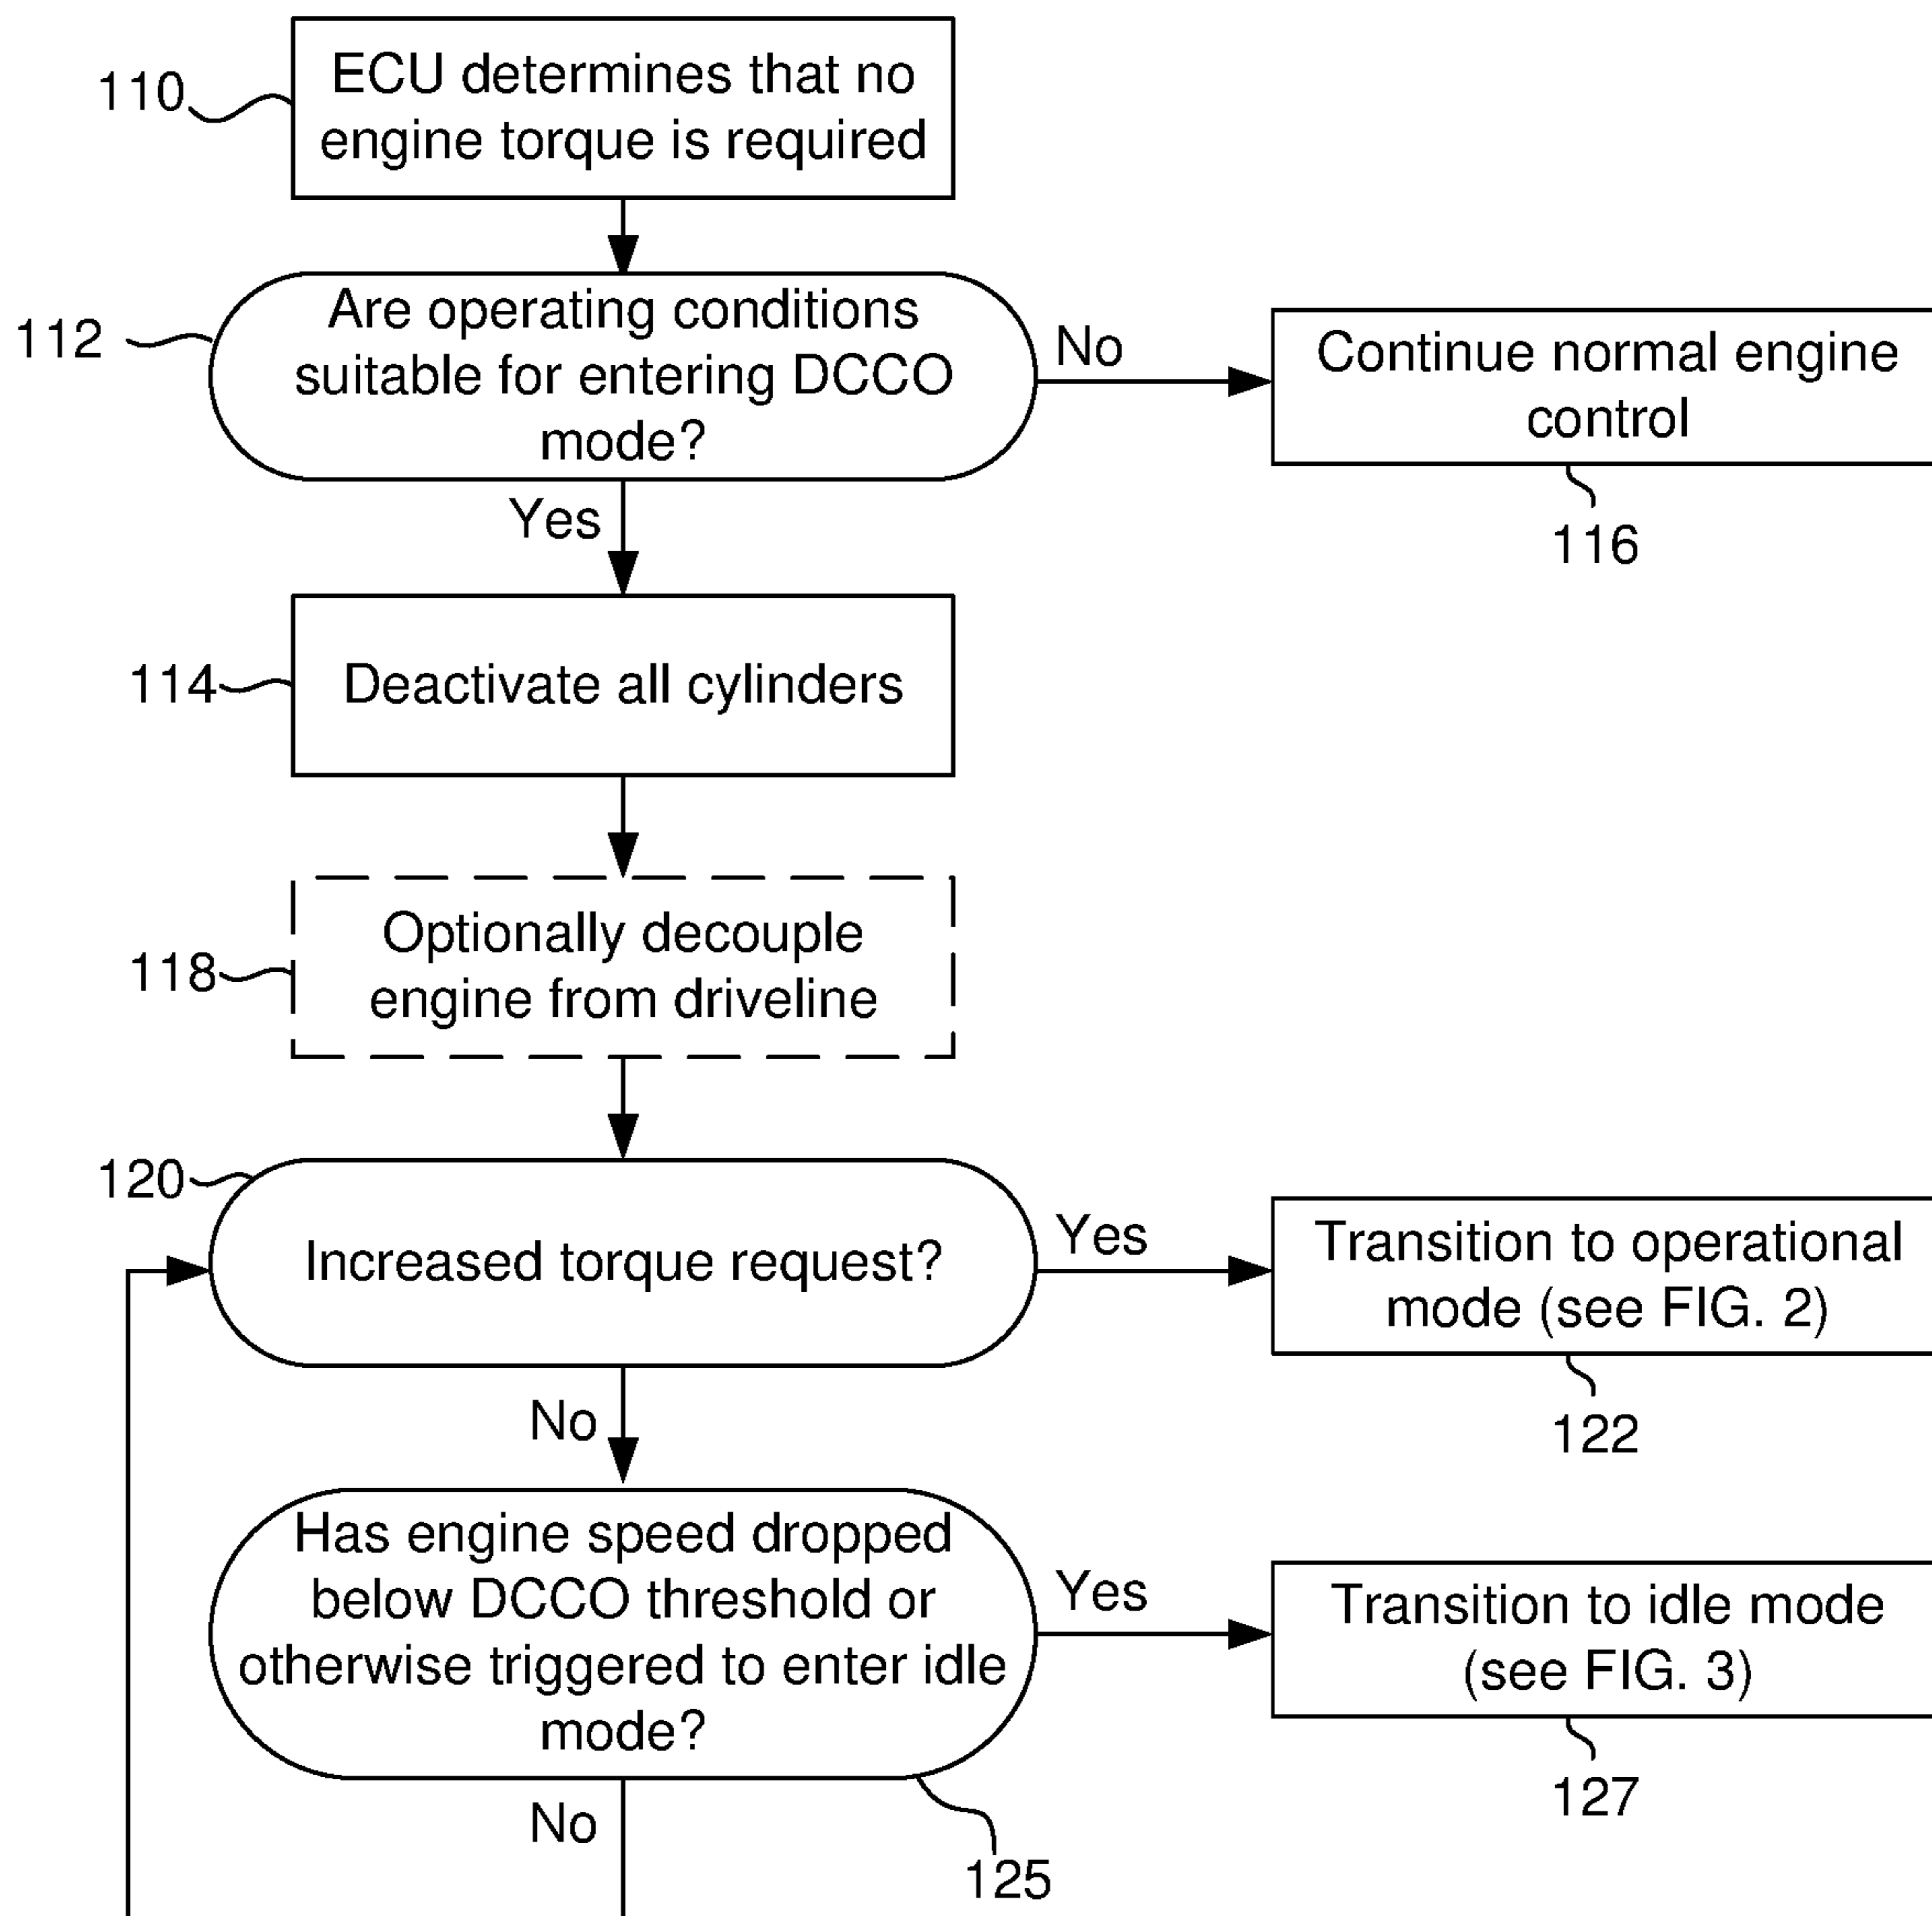 110
ECU determines that no
engine torque is required
112
Are operating conditions
suitable for entering DCCO
mode?
No
Continue normal engine
control
116
Yes
114
Deactivate all cylinders
118
Optionally decouple
engine from driveline
120
Increased torque request?
Yes
Transition to operational
mode (see FIG. 2)
122
No
Has engine speed dropped
below DCCO threshold or
otherwise triggered to enter idle
mode?
Yes
Transition to idle mode
(see FIG. 3)
127
No
125